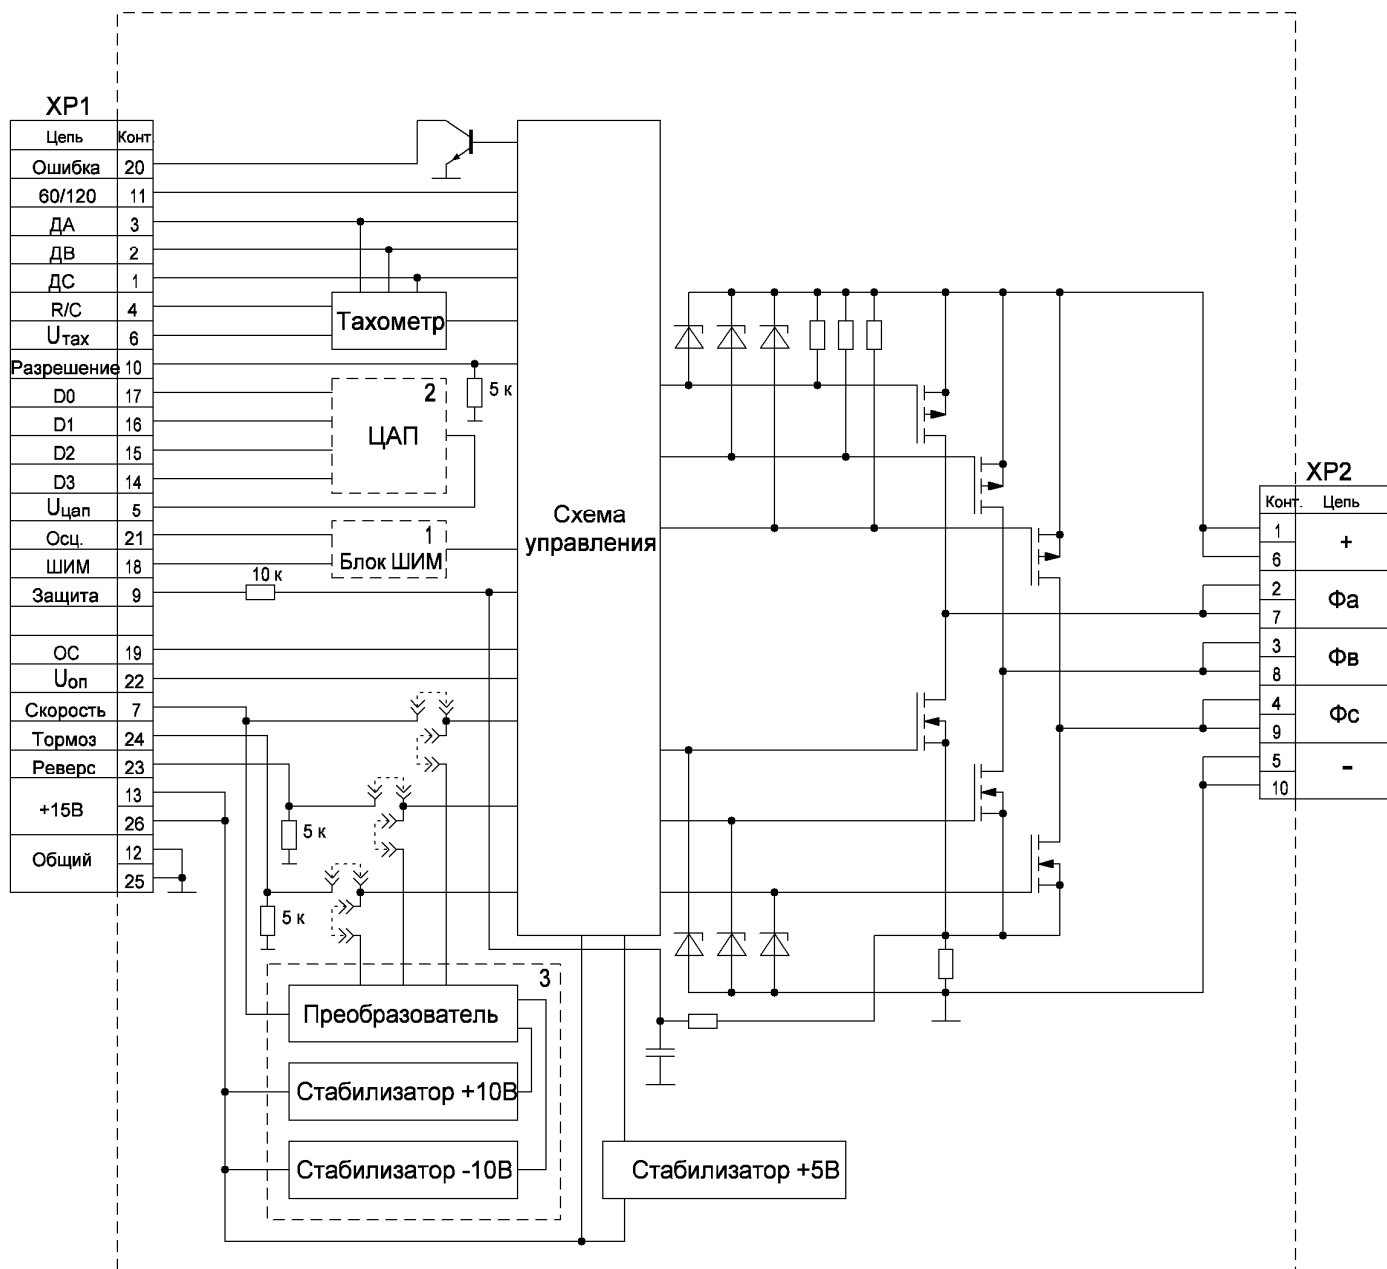 XP1
Цепь Конт.
Ошибка 20
60/120 11
ДА 3
ДВ 2
ДС 1
R/C 4
Uтах 6
Разрешение 10
D0 17
D1 16
D2 15
D3 14
Uцап 5
Осц. 21
ШИМ 18
Защита 9
ОС 19
Uоп 22
Скорость 7
Тормоз 24
Реверс 23
+15В 13
26
Общий 12
25
Тахометр
5 к
2
ЦАП
1
Блок ШИМ
10 к
5 к
5 к
Схема
управления
3
Преобразователь
Стабилизатор +10В
Стабилизатор -10В
Стабилизатор +5В
XP2
Конт. Цепь
1
6
+
2
7
Фа
3
8
Фв
4
9
Фс
5
10
-